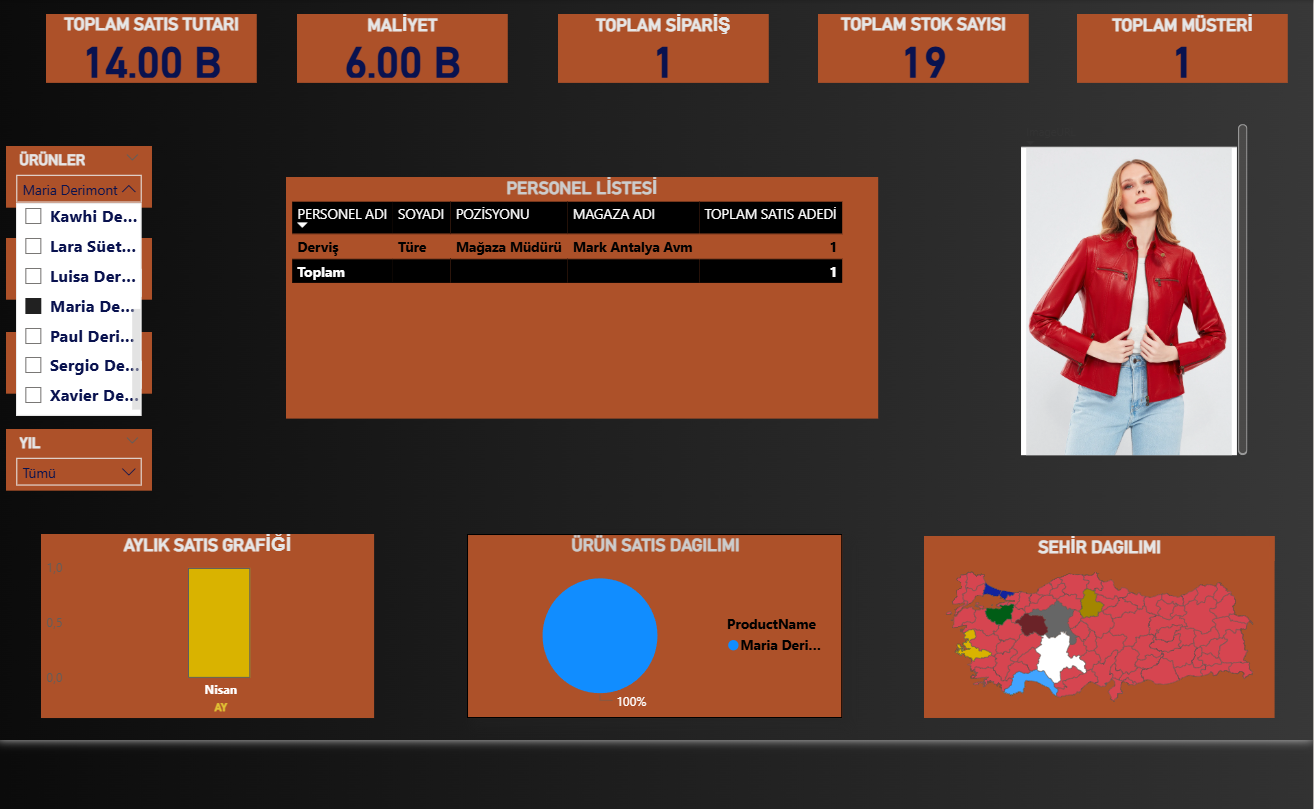 TOPLAM SATIS TUTARI
14.00 B
MALİYET
6.00 B
TOPLAM SİPARİŞ
1
TOPLAM STOK SAYISI
19
TOPLAM MÜSTERİ
1
ÜRÜNLER
Maria Derimont
Kawhi De...
Lara Süet...
Luisa Der...
Maria De...
Paul Deri...
Sergio De...
Xavier De...
YIL
Tümü
PERSONEL LİSTESİ
PERSONEL ADI SOYADI POZİSYONU MAGAZA ADI TOPLAM SATIS ADEDİ
Derviş Türe Mağaza Müdürü Mark Antalya Avm 1
Toplam 1
AYLIK SATIS GRAFİĞİ
1.0
0.5
0.0
Nisan
AY
ÜRÜN SATIS DAGILIMI
ProductName
Maria Deri...
100%
SEHİR DAGILIMI